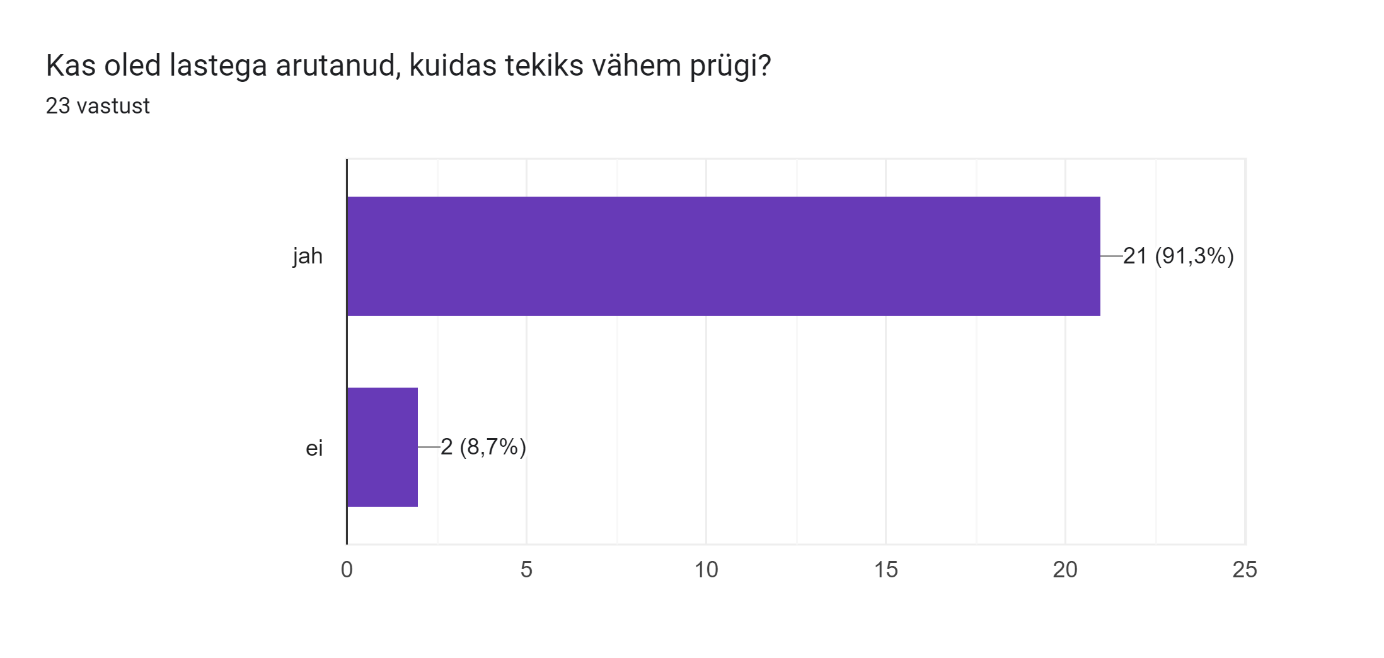 Kas oled lastega arutanud, kuidas tekiks vähem prügi?
23 vastust
jah
21 (91,3%)
ei
2 (8,7%)
0 5 10 15 20 25